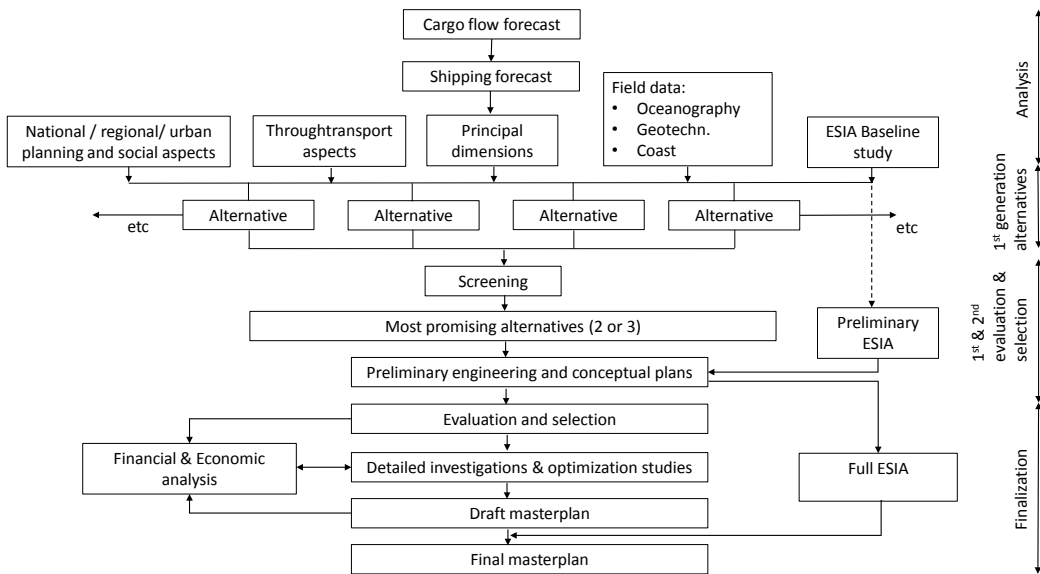 Cargo flow forecast
Shipping forecast
Field data:
• Oceanography
• Geotechn.
• Coast
National / regional/ urban
planning and social aspects
Throughtransport
aspects
Principal
dimensions
ESIA Baseline
study
Analysis
Alternative
Alternative
Alternative
Alternative
etc
etc
1st generation
alternatives
Screening
Most promising alternatives (2 or 3)
Preliminary
ESIA
Preliminary engineering and conceptual plans
1st & 2nd
evaluation &
selection
Evaluation and selection
Financial & Economic
analysis
Detailed investigations & optimization studies
Full ESIA
Draft masterplan
Final masterplan
Finalization